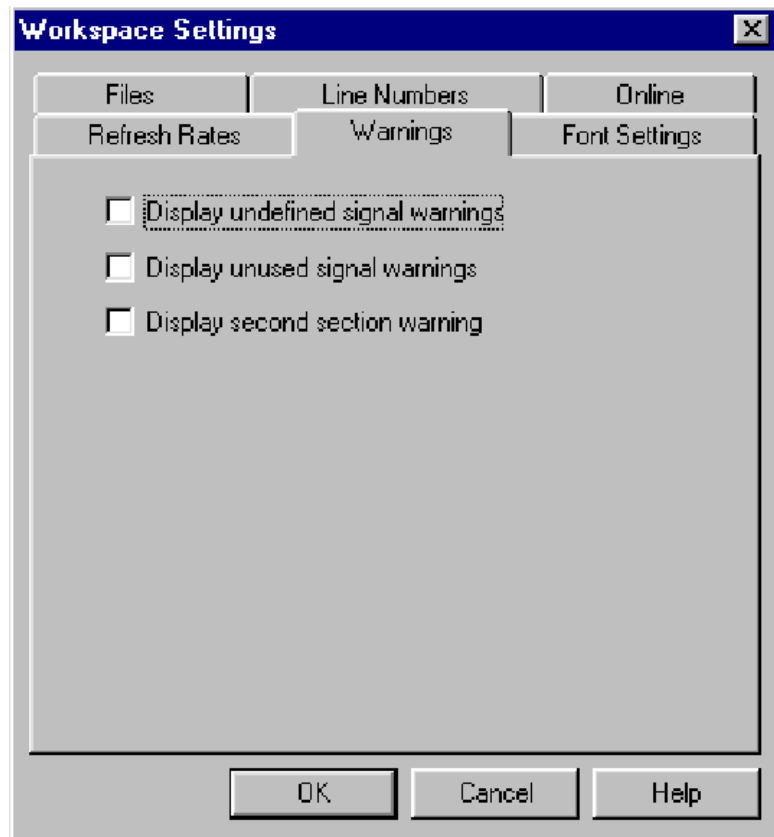 Workspace Settings
Files Line Numbers Online
Refresh Rates Warnings Font Settings
Display undefined signal warnings
Display unused signal warnings
Display second section warning
OK Cancel Help